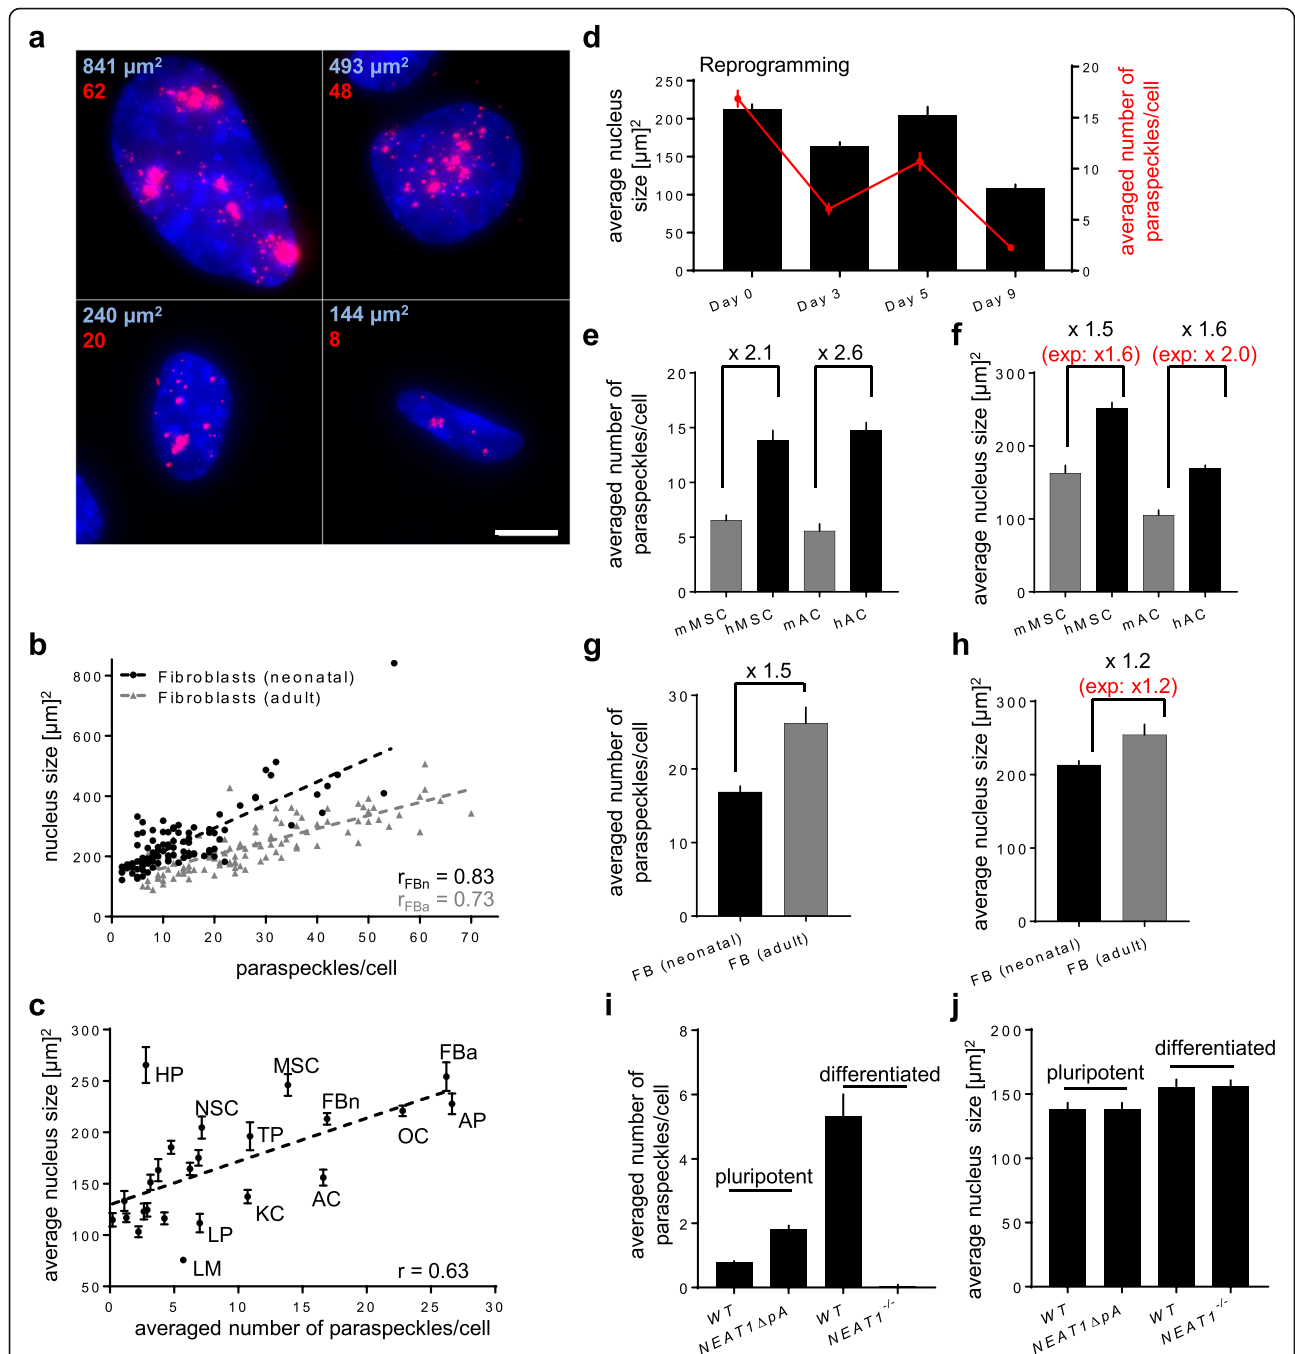 a
841 µm2
62
493 µm2
48
240 µm2
20
144 µm2
8
b
nucleus size [µm]2
800
600
400
200
0
Fibroblasts (neonatal)
Fibroblasts (adult)
rFBn = 0.83
rFBa = 0.73
0 10 20 30 40 50 60 70
paraspeckles/cell
c
average nucleus size [µm]2
300
250
200
150
100
50
HP
MSC
FBa
NSC
FBn
TP
OC
AP
AC
KC
LP
LM
r = 0.63
0 5 10 15 20 25 30
averaged number of paraspeckles/cell
d
Reprogramming
average nucleus
size [µm]2
250
200
150
100
50
0
20
15
10
5
0
averaged number of
paraspeckles/cell
Day 0 Day 3 Day 5 Day 9
e
x 2.1 x 2.6
averaged number of
paraspeckles/cell
20
15
10
5
0
mMSC hMSC mAC hAC
f
x 1.5 x 1.6
(exp: x1.6) (exp: x 2.0)
average nucleus size [µm]2
300
200
100
0
mMSC hMSC mAC hAC
g
x 1.5
averaged number of
paraspeckles/cell
30
20
10
0
FB (neonatal) FB (adult)
h
x 1.2
(exp: x1.2)
average nucleus size [µm]2
300
200
100
0
FB (neonatal) FB (adult)
i
averaged number of
paraspeckles/cell
8
6
4
2
0
pluripotent
differentiated
WT NEAT1ΔpA WT NEAT1-/-
j
average nucleus size [µm]2
200
150
100
50
0
pluripotent
differentiated
WT NEAT1ΔpA WT NEAT1-/-